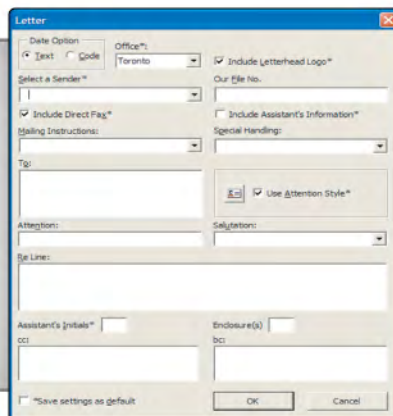 Letter
Date Option
Text Code
Office*:
Toronto
Include Letterhead Logo*
Select a Sender*
Our File No.
Include Direct Fax*
Include Assistant's Information*
Mailing Instructions:
Special Handling:
To:
Use Attention Style*
Attention:
Salutation:
Re Line:
Assistant's Initials*
Enclosure(s)
cc:
bc:
*Save settings as default
OK
Cancel